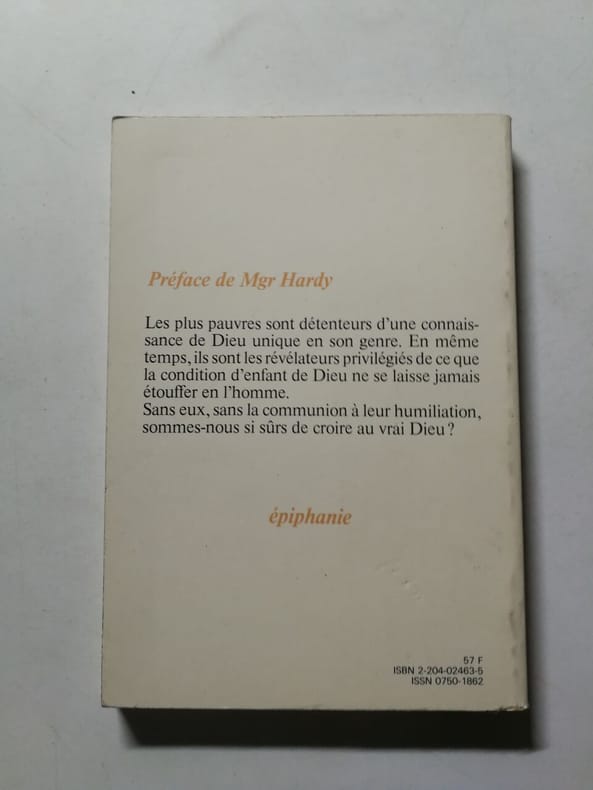 Préface de Mgr Hardy
Les plus pauvres sont détenteurs d'une connais-
sance de Dieu unique en son genre. En même
temps, ils sont les révélateurs privilégiés de ce que
la condition d'enfant de Dieu ne se laisse jamais
étouffer en l'homme.
Sans eux, sans la communion à leur humiliation,
sommes-nous si sûrs de croire au vrai Dieu ?
épiphanie
57 F
ISBN 2-204-02463-5
ISSN 0750-1862